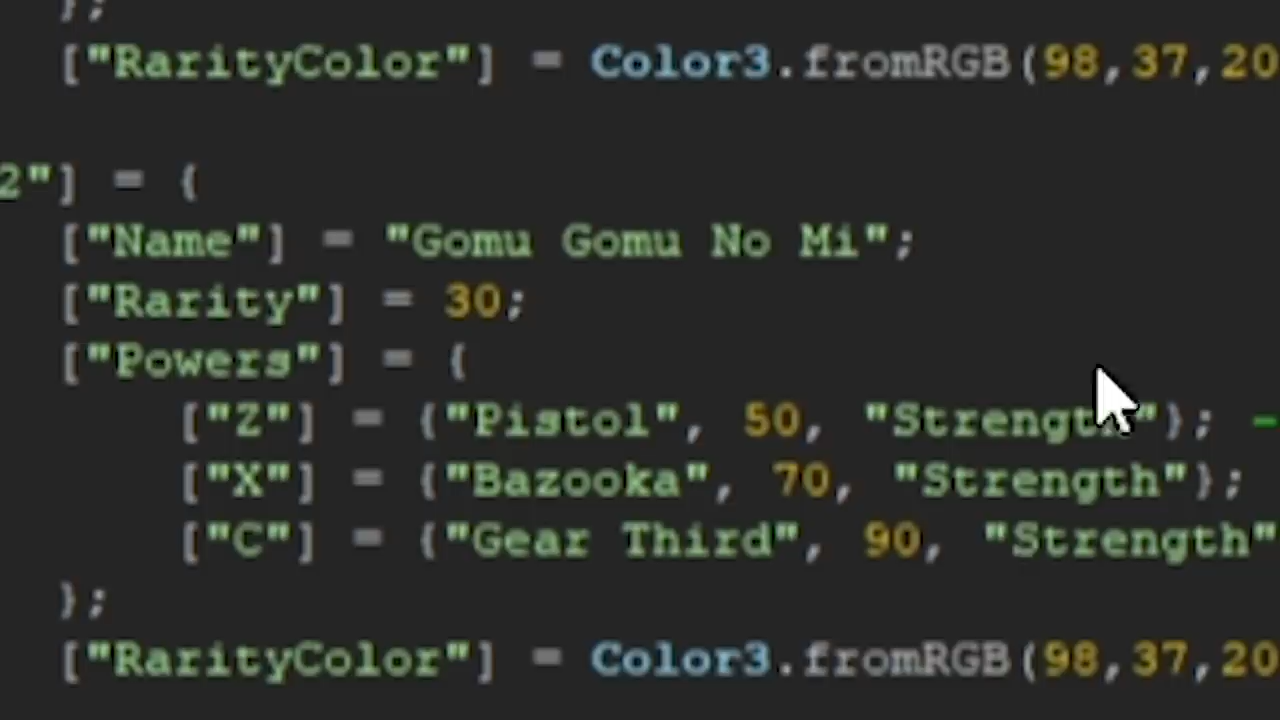 };
["RarityColor"] = Color3.fromRGB(98,37,20
2"] = {
["Name"] = "Gomu Gomu No Mi";
["Rarity"] = 30;
["Powers"] = {
["Z"] = {"Pistol", 50, "Strength"}; -
["X"] = {"Bazooka", 70, "Strength"};
["C"] = {"Gear Third", 90, "Strength"
};
["RarityColor"] = Color3.fromRGB(98,37,20